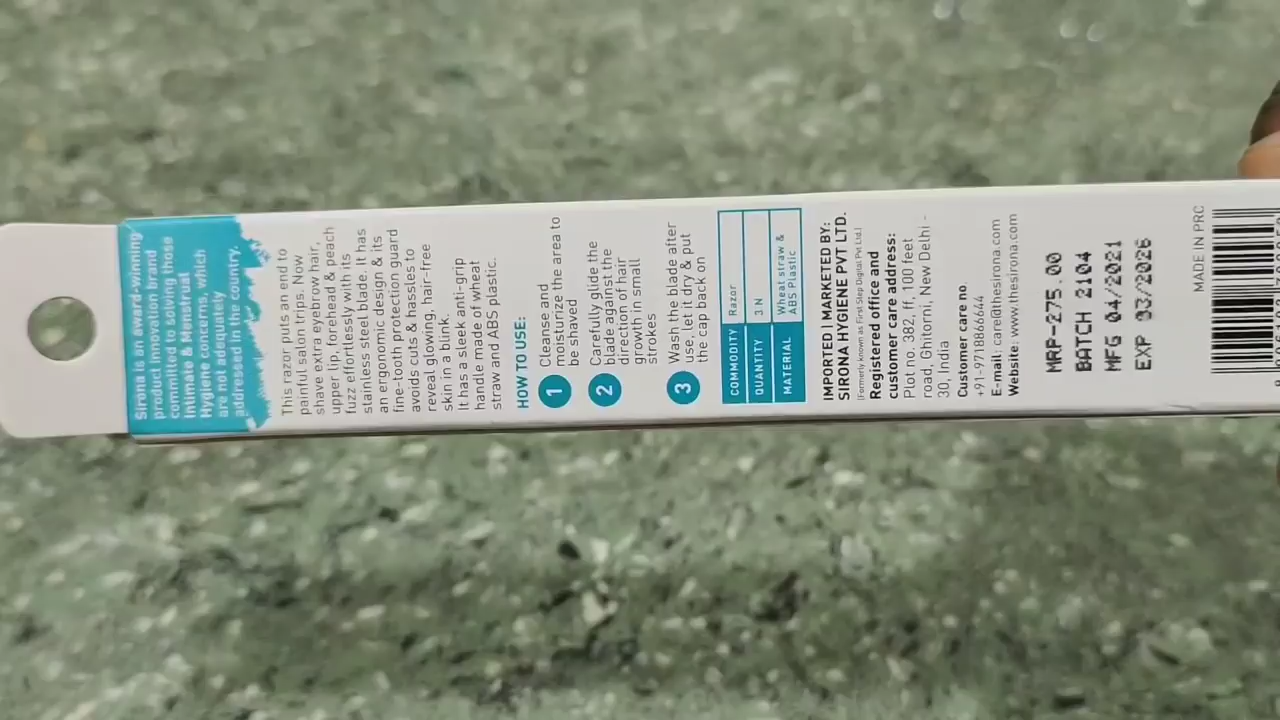 Sirona is an award-winning
product innovation brand
committed to solving those
Intimate & Menstrual
Hygiene concerns, which
are not adequately
addressed in the country.
This razor puts an end to
painful salon trips. Now
shave extra eyebrow hair,
upper lip, forehead & peach
fuzz effortlessly with its
stainless steel blade. It has
an ergonomic design & its
fine-tooth protection guard
avoids cuts & hassles to
reveal glowing, hair-free
skin in a blink.
It has a sleek anti-grip
handle made of wheat
straw and ABS plastic.
HOW TO USE:
1 Cleanse and
moisturize the area to
be shaved
2 Carefully glide the
blade against the
direction of hair
growth in small
strokes
3 Wash the blade after
use, let it dry & put
the cap back on
COMMODITY Razor
QUANTITY 3 N
MATERIAL Wheat straw &
ABS Plastic
IMPORTED | MARKETED BY:
SIRONA HYGIENE PVT LTD.
(Formerly known as First Step Digital Pvt Ltd.)
Registered office and
customer care address:
Plot no. 382, ff, 100 feet
road, Ghitorni, New Delhi -
30, India
Customer care no.
+91-9718866644
E-mail: care@thesirona.com
Website: www.thesirona.com
MRP-275.00
BATCH 2104
MFG 04/2021
EXP 03/2026
MADE IN PRC